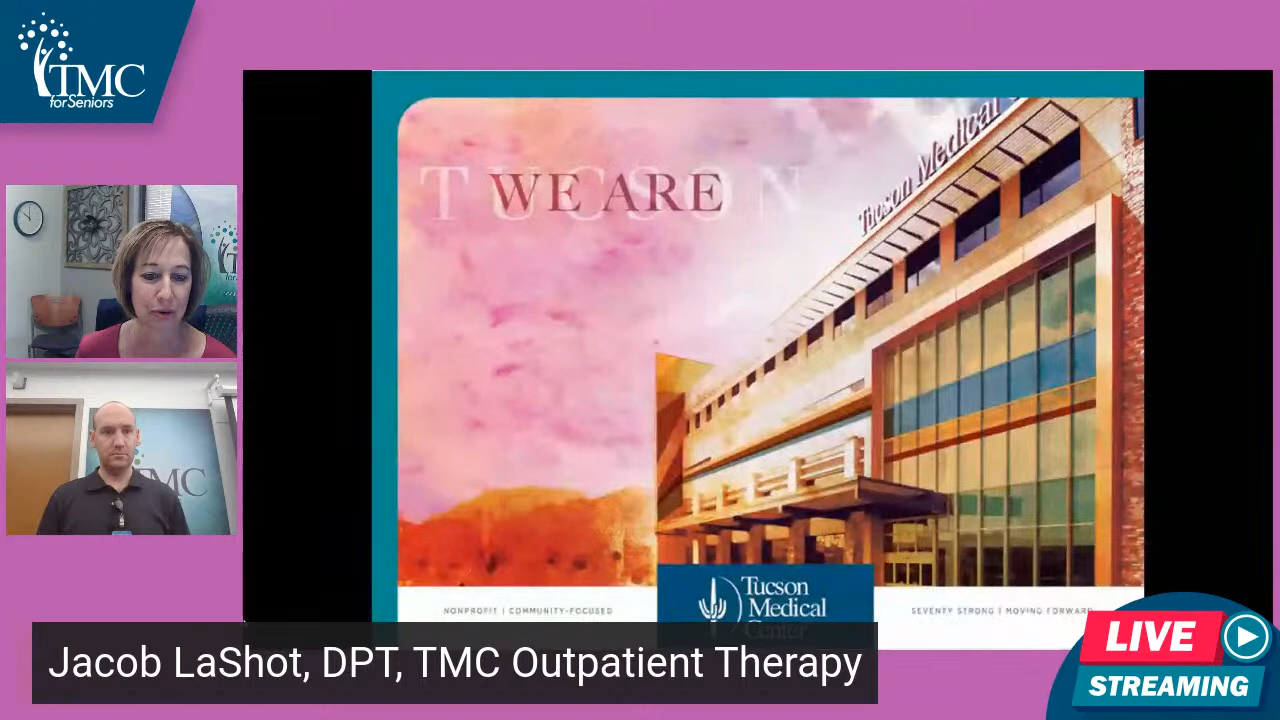 TMC
for Seniors
TUCSON
WE ARE
Tucson Medical
NONPROFIT | COMMUNITY-FOCUSED
Tucson
Medical
Center
SEVENTY STRONG | MOVING FORWARD
Jacob LaShot, DPT, TMC Outpatient Therapy
LIVE
STREAMING